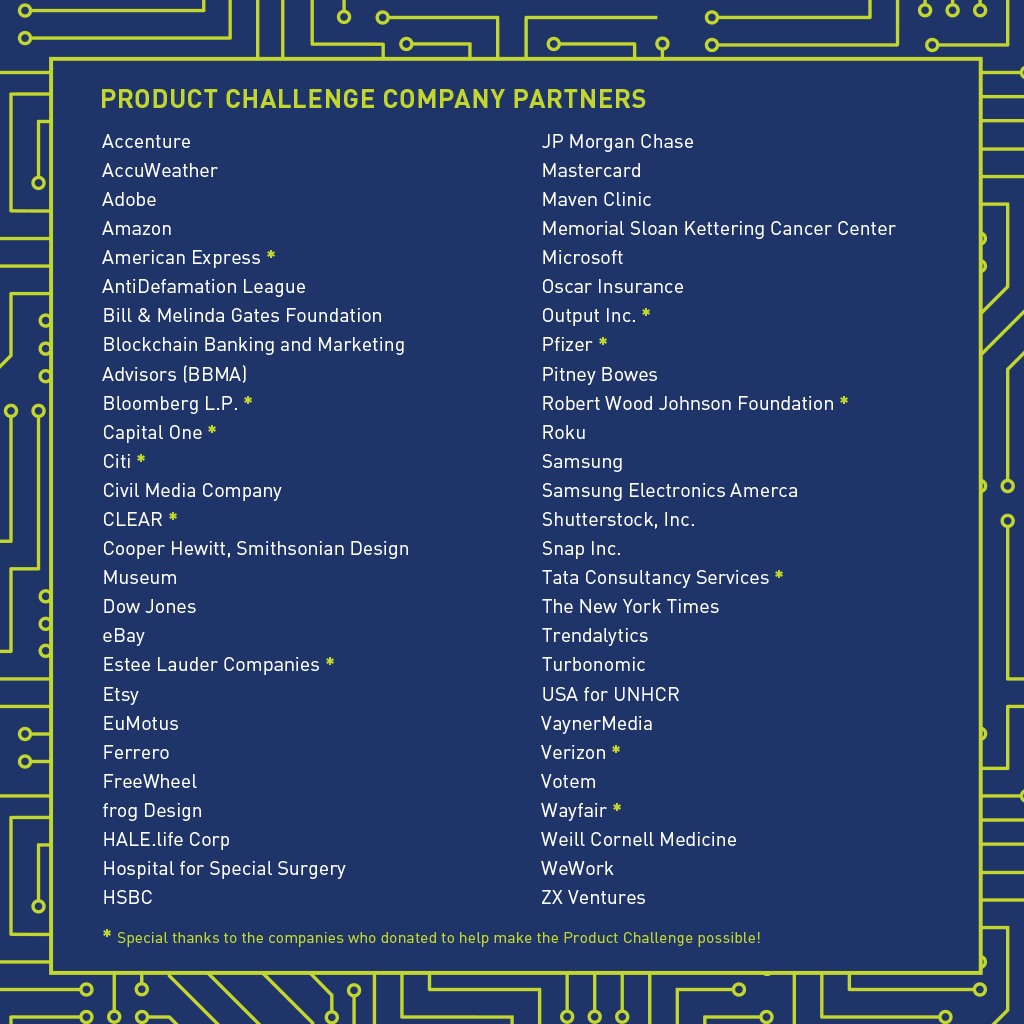 PRODUCT CHALLENGE COMPANY PARTNERS
Accenture
AccuWeather
Adobe
Amazon
American Express *
AntiDefamation League
Bill & Melinda Gates Foundation
Blockchain Banking and Marketing
Advisors (BBMA)
Bloomberg L.P. *
Capital One *
Citi *
Civil Media Company
CLEAR *
Cooper Hewitt, Smithsonian Design
Museum
Dow Jones
eBay
Estee Lauder Companies *
Etsy
EuMotus
Ferrero
FreeWheel
frog Design
HALE.life Corp
Hospital for Special Surgery
HSBC
JP Morgan Chase
Mastercard
Maven Clinic
Memorial Sloan Kettering Cancer Center
Microsoft
Oscar Insurance
Output Inc. *
Pfizer *
Pitney Bowes
Robert Wood Johnson Foundation *
Roku
Samsung
Samsung Electronics Amerca
Shutterstock, Inc.
Snap Inc.
Tata Consultancy Services *
The New York Times
Trendalytics
Turbonomic
USA for UNHCR
VaynerMedia
Verizon *
Votem
Wayfair *
Weill Cornell Medicine
WeWork
ZX Ventures
* Special thanks to the companies who donated to help make the Product Challenge possible!